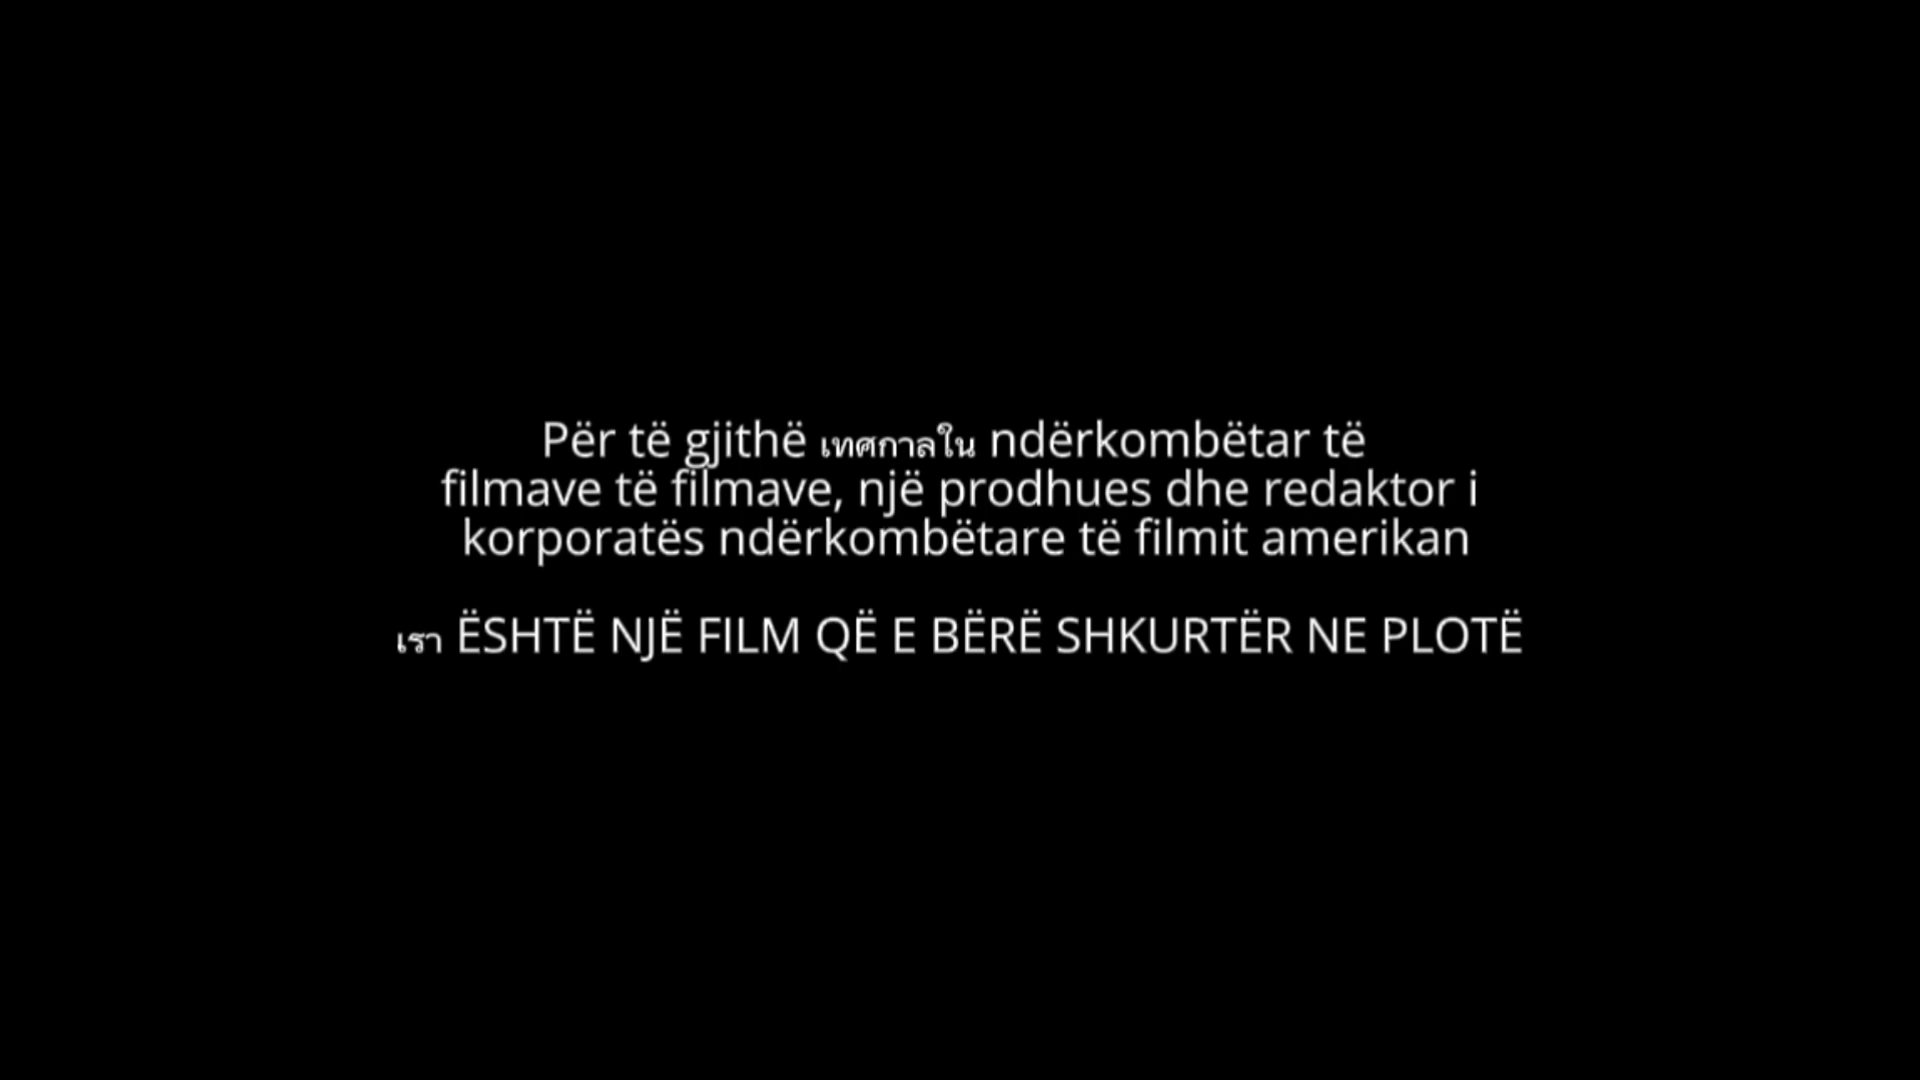 Për të gjithë เทศกาลใน ndërkombëtar të
filmave të filmave, një prodhues dhe redaktor i
korporatës ndërkombëtare të filmit amerikan
เรา ËSHTË NJË FILM QË E BËRË SHKURTËR NE PLOTË